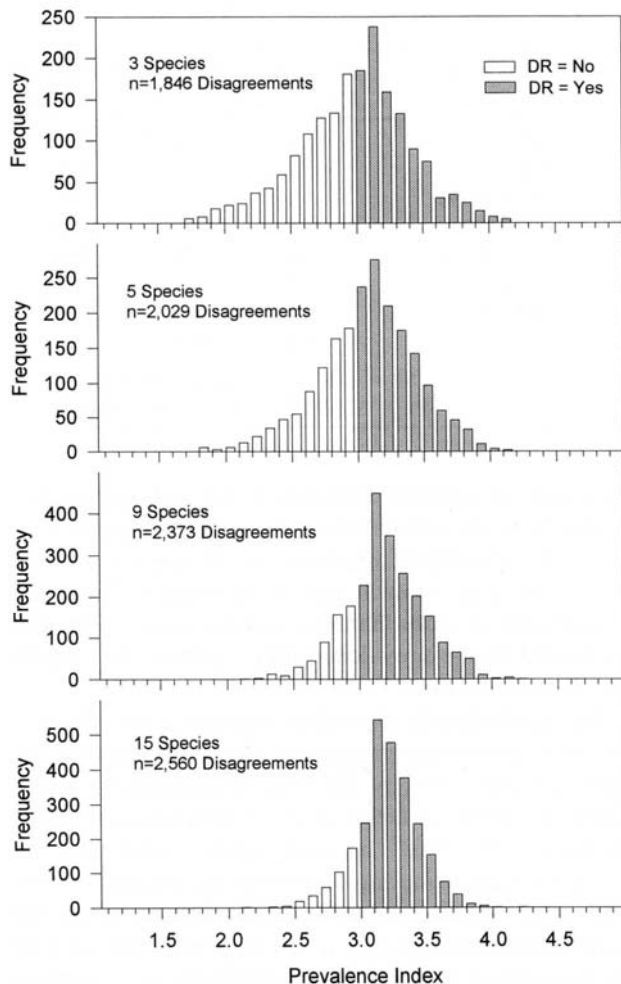 250
200
150
100
50
0
Frequency
3 Species
n=1,846 Disagreements
DR = No
DR = Yes
250
200
150
100
50
0
Frequency
5 Species
n=2,029 Disagreements
400
300
200
100
0
Frequency
9 Species
n=2,373 Disagreements
500
400
300
200
100
0
Frequency
15 Species
n=2,560 Disagreements
1.5 2.0 2.5 3.0 3.5 4.0 4.5
Prevalence Index